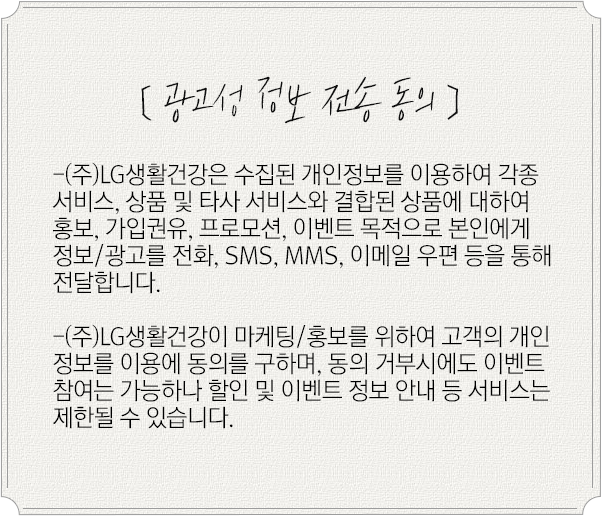 [ 광고성 정보 전송 동의 ]
-(주)LG생활건강은 수집된 개인정보를 이용하여 각종
서비스, 상품 및 타사 서비스와 결합된 상품에 대하여
홍보, 가입권유, 프로모션, 이벤트 목적으로 본인에게
정보/광고를 전화, SMS, MMS, 이메일 우편 등을 통해
전달합니다.
-(주)LG생활건강이 마케팅/홍보를 위하여 고객의 개인
정보를 이용에 동의를 구하며, 동의 거부시에도 이벤트
참여는 가능하나 할인 및 이벤트 정보 안내 등 서비스는
제한될 수 있습니다.